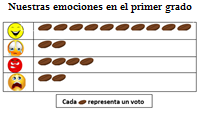 Nuestras emociones en el primer grado
Cada representa un voto